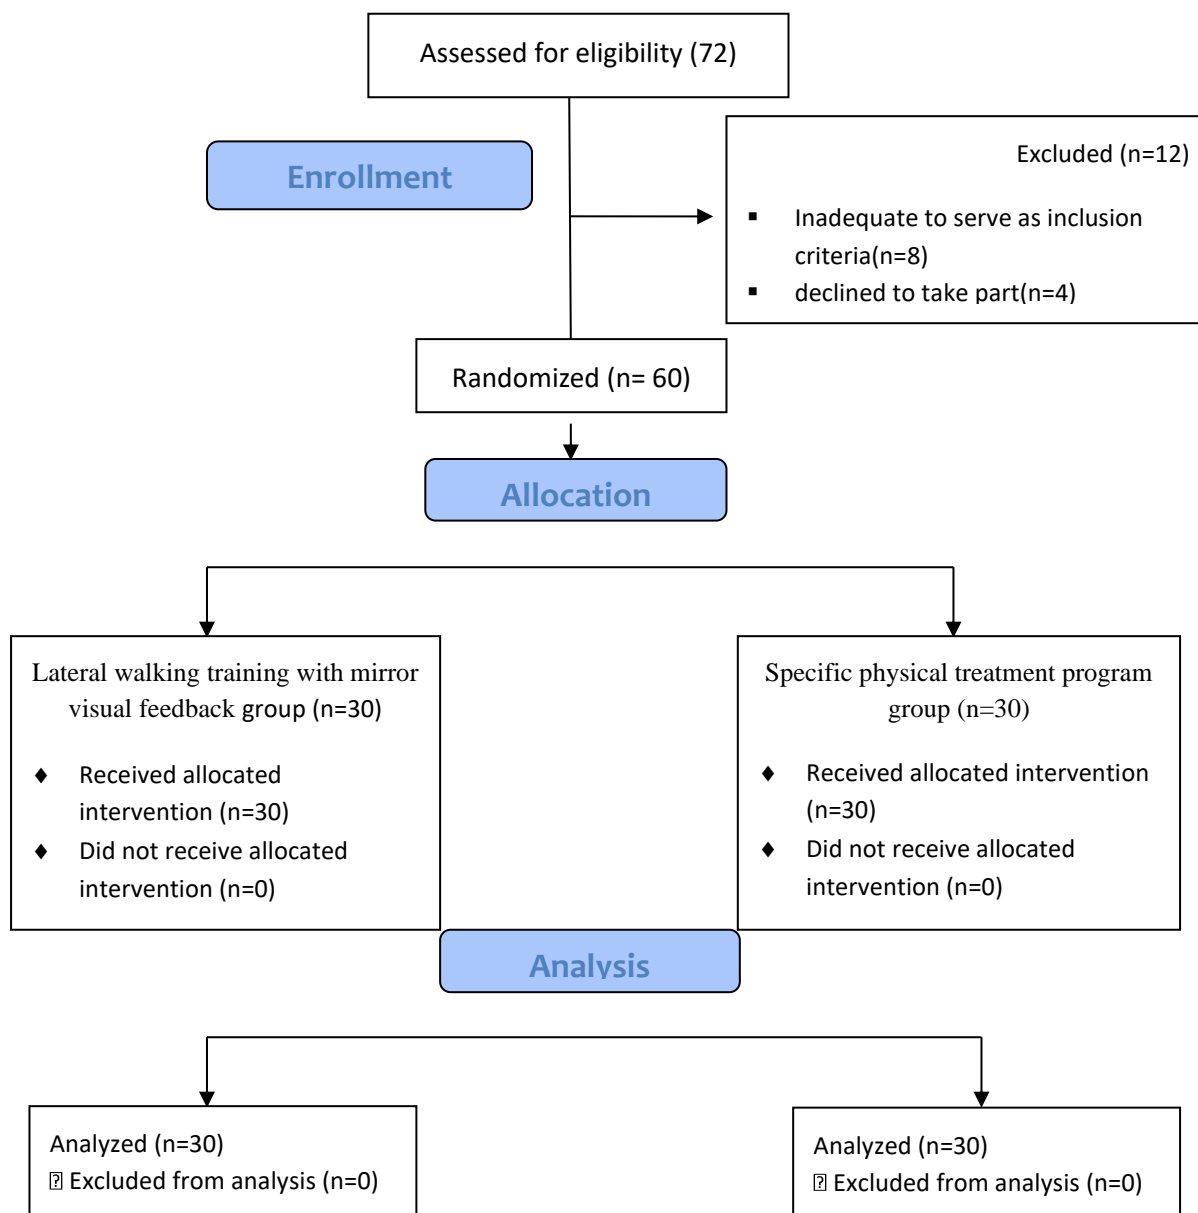 Assessed for eligibility (72)
Enrollment
Excluded (n=12)
▪ Inadequate to serve as inclusion
criteria(n=8)
▪ declined to take part(n=4)
Randomized (n= 60)
Allocation
Lateral walking training with mirror
visual feedback group (n=30)
♦ Received allocated
intervention (n=30)
♦ Did not receive allocated
intervention (n=0)
Specific physical treatment program
group (n=30)
♦ Received allocated intervention
(n=30)
♦ Did not receive allocated
intervention (n=0)
Analysis
Analyzed (n=30)
⍰ Excluded from analysis (n=0)
Analyzed (n=30)
⍰ Excluded from analysis (n=0)